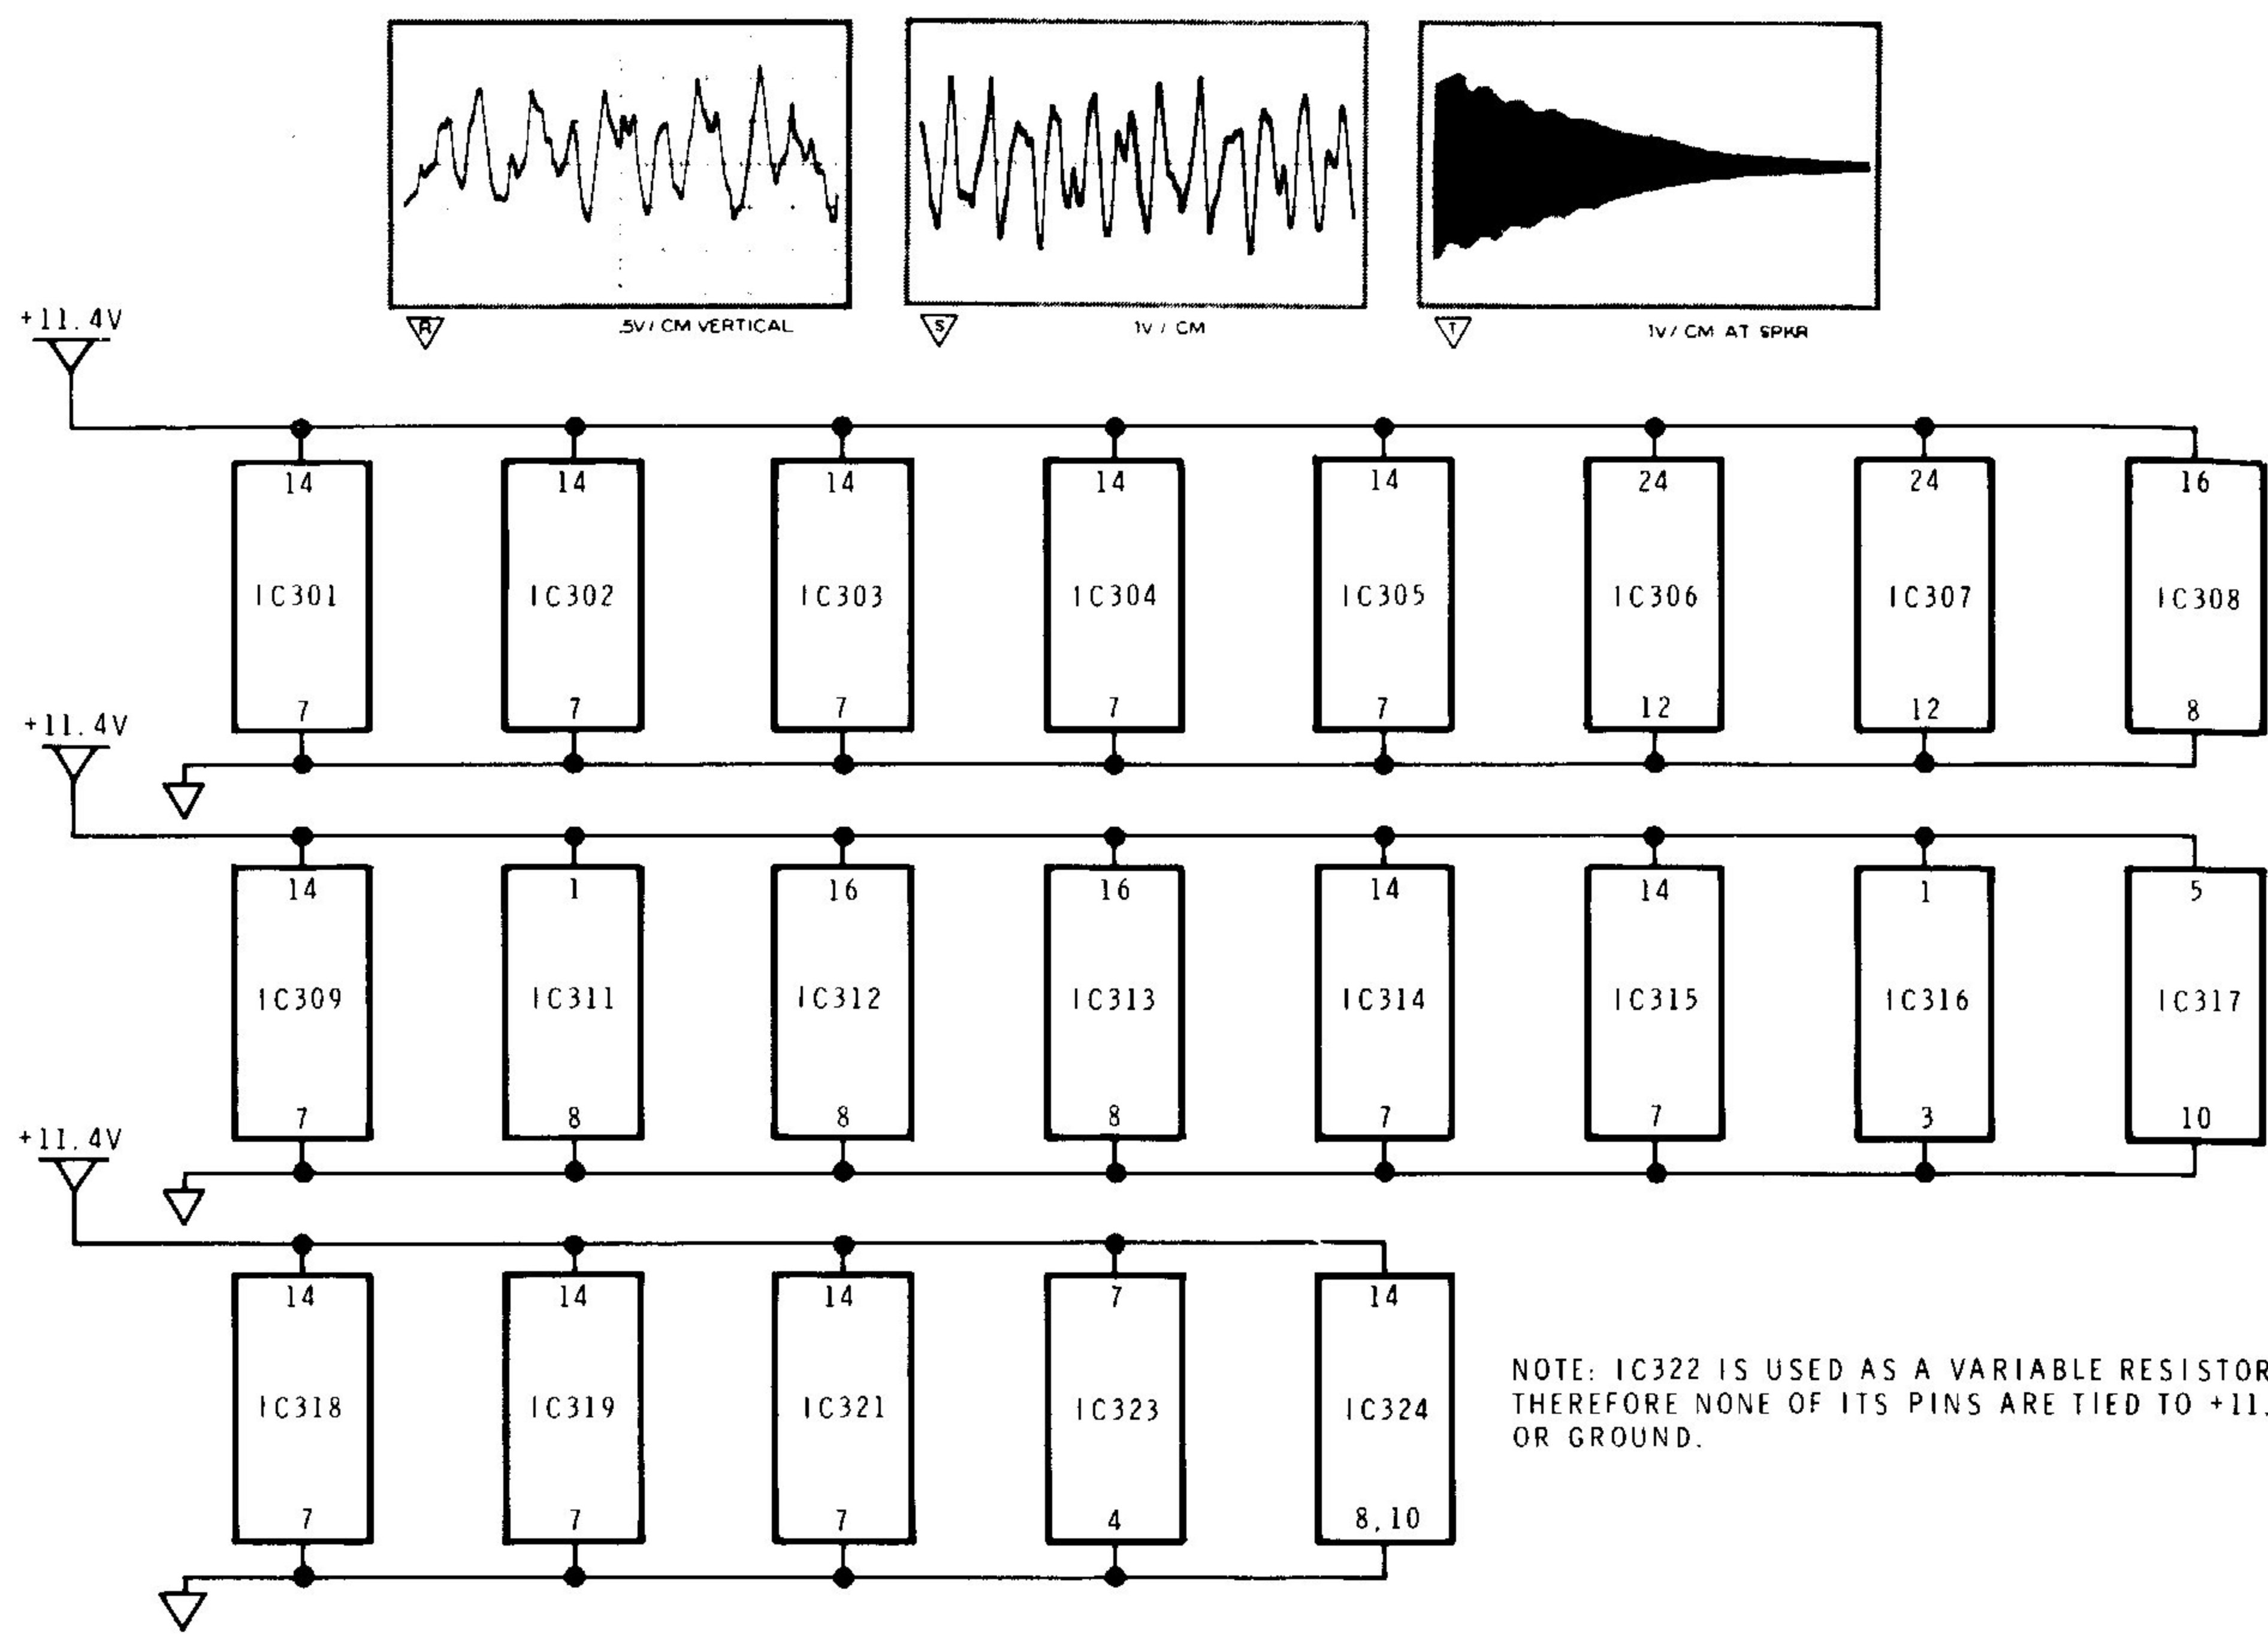 R .5V/CM VERTICAL
S 1V/CM
T 1V/CM AT SPKR
+11.4V
14 14 14 14 14 24 24 16
IC301 IC302 IC303 IC304 IC305 IC306 IC307 IC308
7 7 7 7 7 12 12 8
+11.4V
14 1 16 16 14 14 1 5
IC309 IC311 IC312 IC313 IC314 IC315 IC316 IC317
7 8 8 8 7 7 3 10
+11.4V
14 14 14 7 14
IC318 IC319 IC321 IC323 IC324
7 7 7 4 8,10
NOTE: IC322 IS USED AS A VARIABLE RESISTOR
THEREFORE NONE OF ITS PINS ARE TIED TO +11.
OR GROUND.